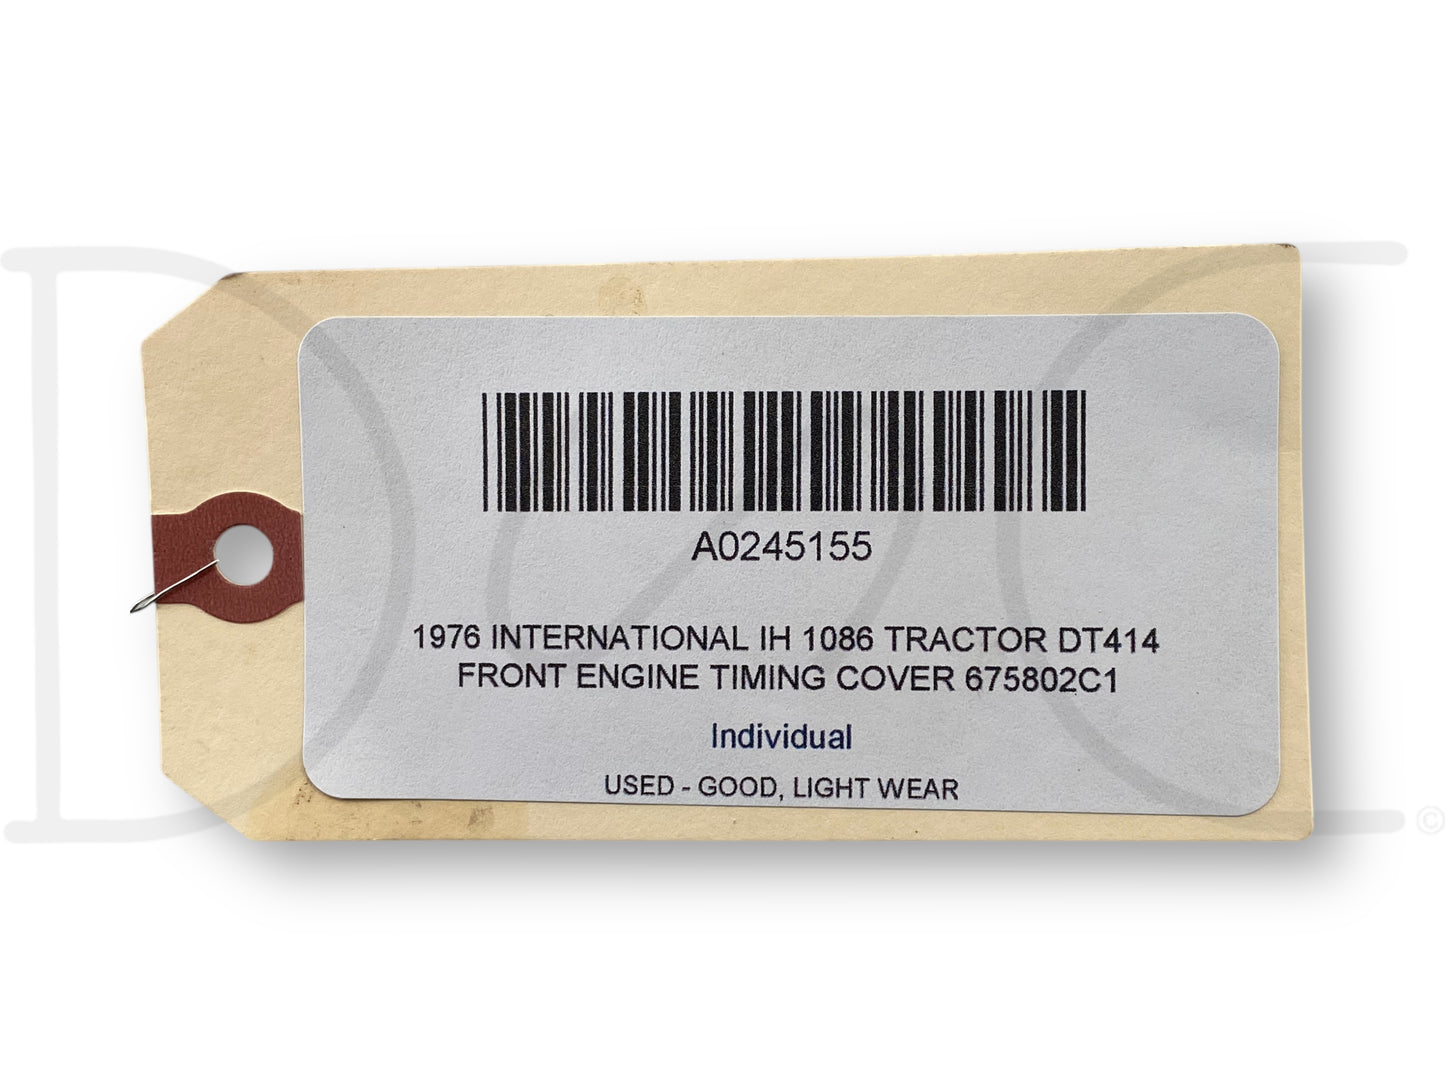 A0245155
1976 INTERNATIONAL IH 1086 TRACTOR DT414
FRONT ENGINE TIMING COVER 675802C1
Individual
USED - GOOD, LIGHT WEAR
©